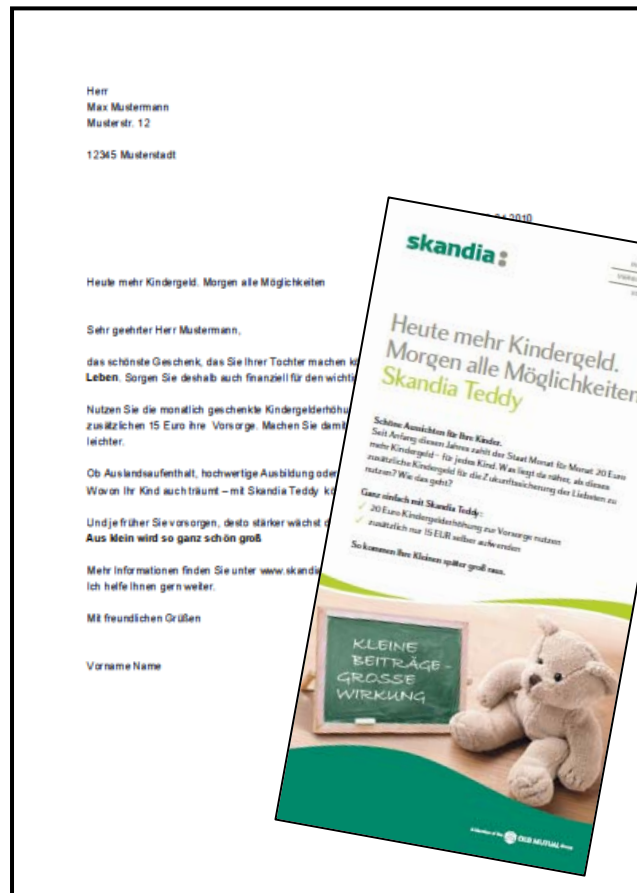 Herr
Max Mustermann
Musterstr. 12
12345 Musterstadt
2010
Heute mehr Kindergeld. Morgen alle Möglichkeiten
Sehr geehrter Herr Mustermann,
das schönste Geschenk, das Sie Ihrer Tochter machen
Leben. Sorgen Sie deshalb auch finanziell für den
Nutzen Sie die monatlich geschenkte
zusätzlichen 15 Euro ihre Vorsorge. Machen Sie damit
leichter.
Ob Auslandsaufenthalt, hochwertige Ausbildung oder
Wovon Ihr Kind auch träumt – mit Skandia Teddy
Und je früher Sie vorsorgen, desto stärker wächst
Aus klein wird so ganz schön groß
Mehr Informationen finden Sie unter www.skandia
Ich helfe Ihnen gern weiter.
Mit freundlichen Grüßen
Vorname Name
skandia:
Heute mehr Kindergeld.
Morgen alle Möglichkeiten
Skandia Teddy
Schöne Aussichten für Ihre Kinder.
Seit Anfang diesen Jahres zahlt der Staat Monat für Monat 20 Euro
mehr Kindergeld – für jedes Kind. Was liegt da näher, als dieses
zusätzliche Kindergeld für die Zukunftssicherung der Liebsten zu
nutzen? Wie das geht?
Ganz einfach mit Skandia Teddy:
✓ 20 Euro Kindergelderhöhung zur Vorsorge nutzen
✓ zusätzlich nur 15 EUR selber aufwenden
So kommen Ihre Kleinen später groß raus.
KLEINE
BEITRÄGE -
GROSSE
WIRKUNG
A Member of the OLD MUTUAL Group